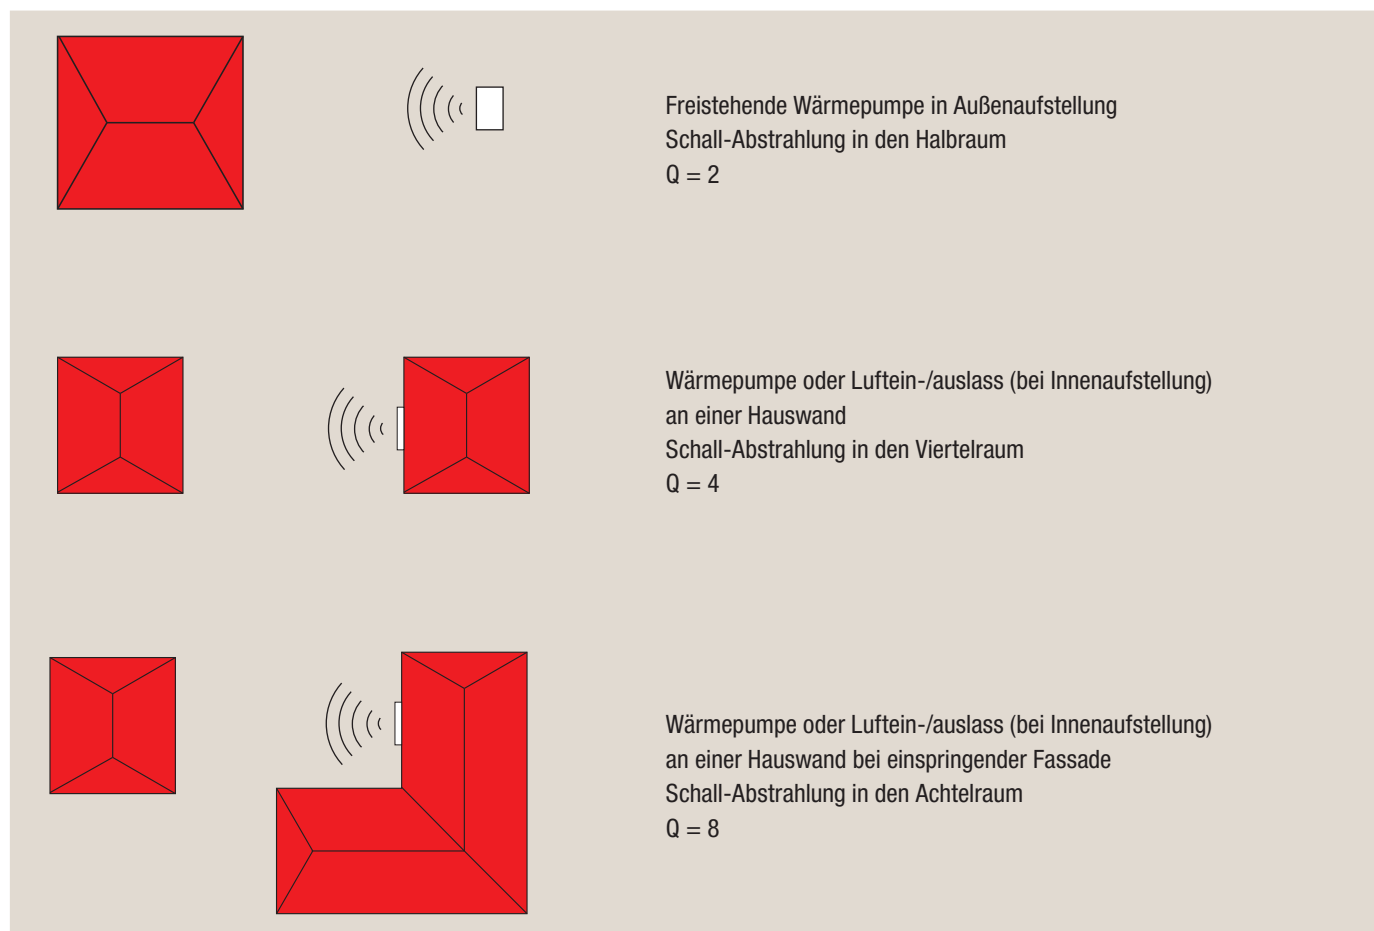 Freistehende Wärmepumpe in Außenaufstellung
Schall-Abstrahlung in den Halbraum
Q = 2
Wärmepumpe oder Luftein-/auslass (bei Innenaufstellung)
an einer Hauswand
Schall-Abstrahlung in den Viertelraum
Q = 4
Wärmepumpe oder Luftein-/auslass (bei Innenaufstellung)
an einer Hauswand bei einspringender Fassade
Schall-Abstrahlung in den Achtelraum
Q = 8